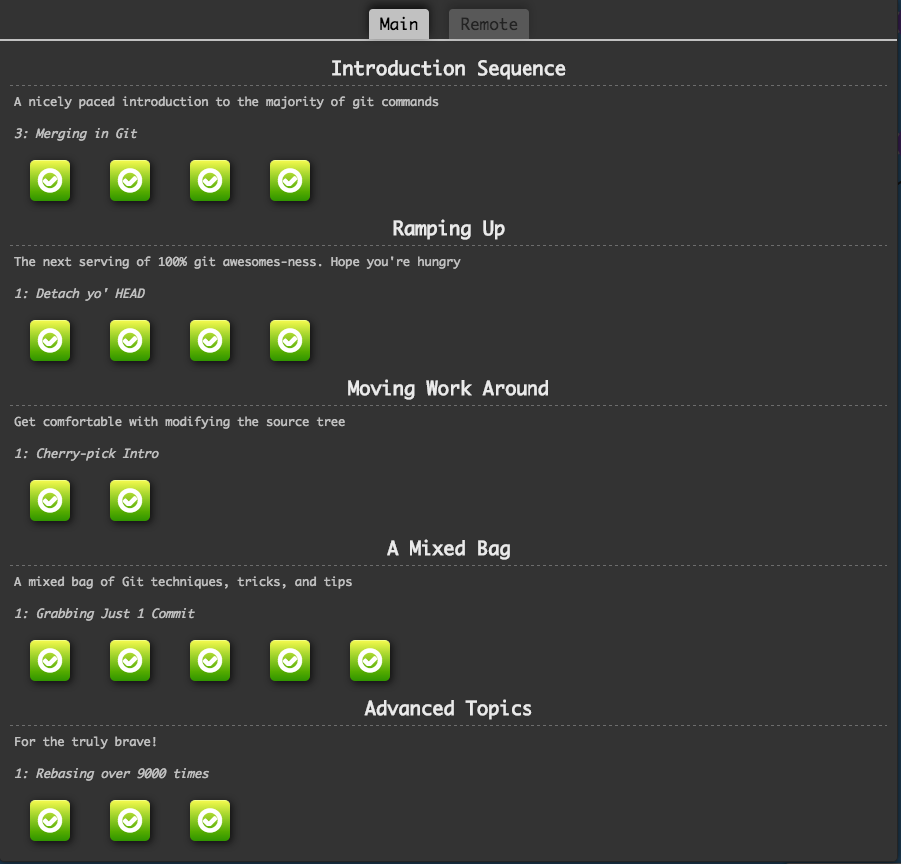 Main Remote
Introduction Sequence
A nicely paced introduction to the majority of git commands
3: Merging in Git
Ramping Up
The next serving of 100% git awesomes-ness. Hope you're hungry
1: Detach yo' HEAD
Moving Work Around
Get comfortable with modifying the source tree
1: Cherry-pick Intro
A Mixed Bag
A mixed bag of Git techniques, tricks, and tips
1: Grabbing Just 1 Commit
Advanced Topics
For the truly brave!
1: Rebasing over 9000 times